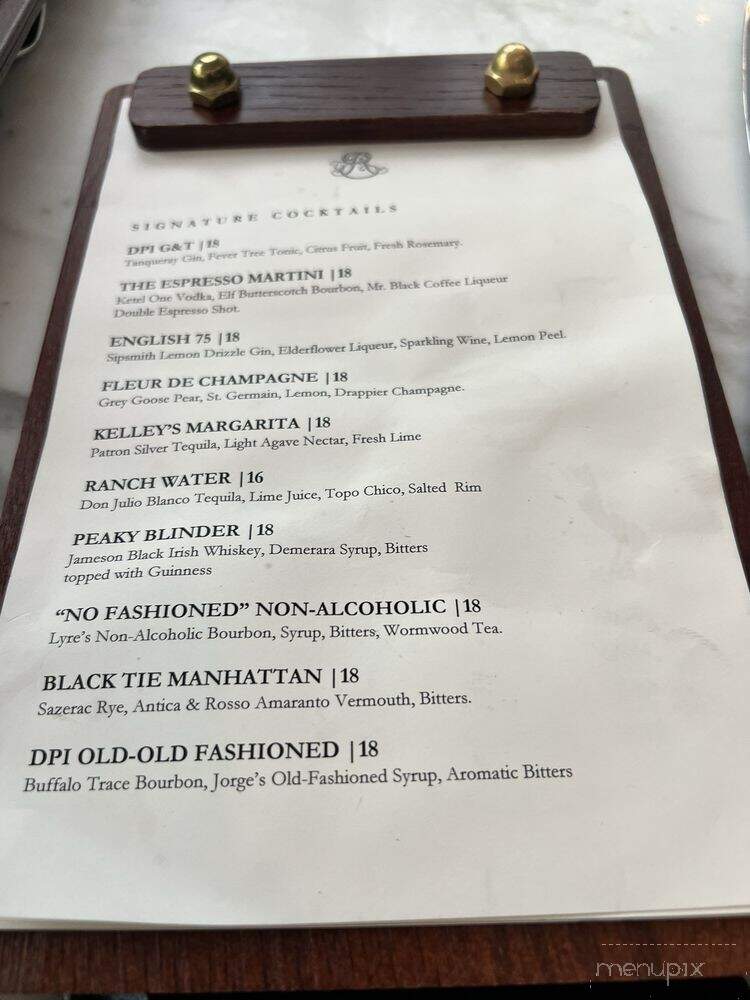 SIGNATURE COCKTAILS
DPI G&T | 18
Tanqueray Gin, Fever Tree Tonic, Citrus Fruit, Fresh Rosemary.
THE ESPRESSO MARTINI | 18
Ketel One Vodka, Elf Butterscotch Bourbon, Mr. Black Coffee Liqueur
Double Espresso Shot.
ENGLISH 75 | 18
Sipsmith Lemon Drizzle Gin, Elderflower Liqueur, Sparkling Wine, Lemon Peel.
FLEUR DE CHAMPAGNE | 18
Grey Goose Pear, St. Germain, Lemon, Drappier Champagne.
KELLEY'S MARGARITA | 18
Patron Silver Tequila, Light Agave Nectar, Fresh Lime
RANCH WATER | 16
Don Julio Blanco Tequila, Lime Juice, Topo Chico, Salted Rim
PEAKY BLINDER | 18
Jameson Black Irish Whiskey, Demerara Syrup, Bitters
topped with Guinness
“NO FASHIONED” NON-ALCOHOLIC | 18
Lyre's Non-Alcoholic Bourbon, Syrup, Bitters, Wormwood Tea.
BLACK TIE MANHATTAN | 18
Sazerac Rye, Antica & Rosso Amaranto Vermouth, Bitters.
DPI OLD-OLD FASHIONED | 18
Buffalo Trace Bourbon, Jorge's Old-Fashioned Syrup, Aromatic Bitters
menupix